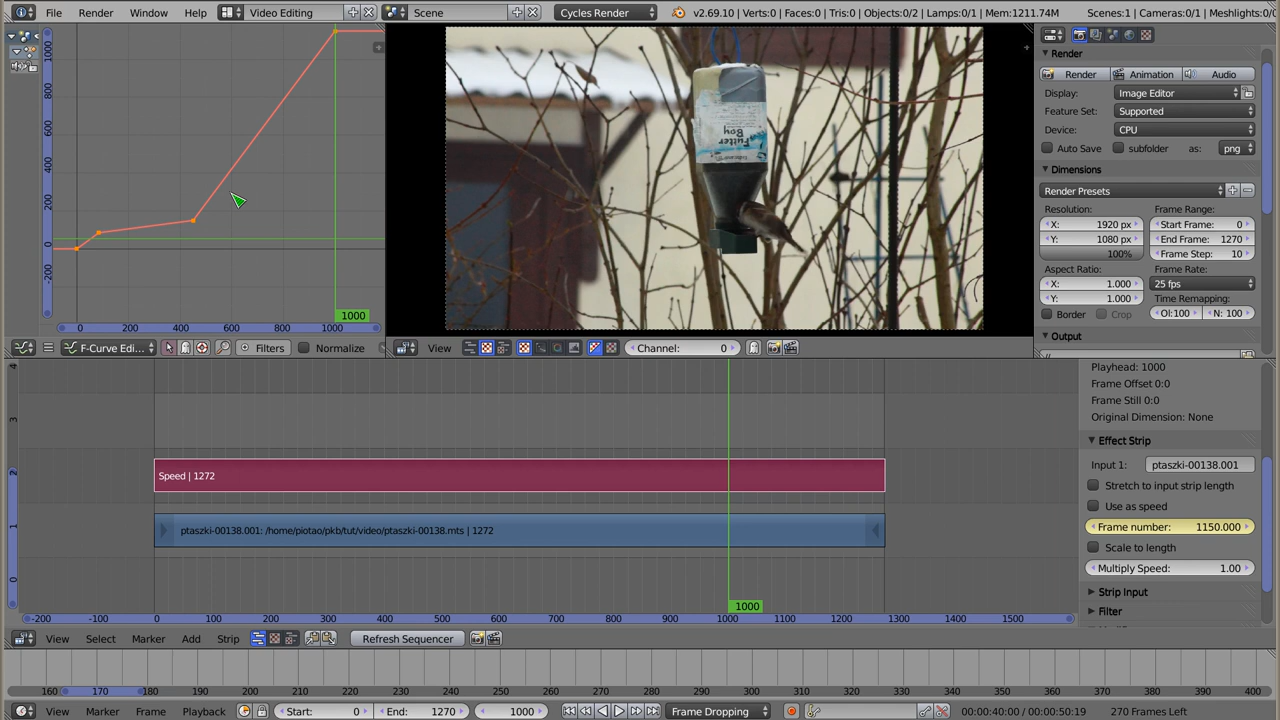 File Render Window Help Video Editing Scene Cycles Render v2.69.10 | Verts:0 | Faces:0 | Tris:0 | Objects:0/2 | Lamps:0/1 | Mem:1211.74M Scenes:1 | Cameras:0/1 | Meshlights:0/0
Render
Render Animation Audio
Display: Image Editor
Feature Set: Supported
Device: CPU
Auto Save subfolder as: png
Dimensions
Render Presets
Resolution: Frame Range:
X: 1920 px Start Frame: 0
Y: 1080 px End Frame: 1270
100% Frame Step: 10
Aspect Ratio: Frame Rate:
X: 1.000 25 fps
Y: 1.000 Time Remapping:
Border Crop Ol:100 N: 100
Output
1000
800
600
400
200
0
-200
1000
0 200 400 600 800 1000
Futter
Boy
F-Curve Edi... Filters Normalize View Channel: 0
4
3
2
1
0
Speed | 1272
ptaszki-00138.001: /home/piotao/pkb/tut/video/ptaszki-00138.mts | 1272
1000
-200 -100 0 100 200 300 400 500 600 700 800 900 1000 1100 1200 1300 1400 1500
Playhead: 1000
Frame Offset 0:0
Frame Still 0:0
Original Dimension: None
Effect Strip
Input 1: ptaszki-00138.001
Stretch to input strip length
Use as speed
Frame number: 1150.000
Scale to length
Multiply Speed: 1.00
Strip Input
Filter
View Select Marker Add Strip Refresh Sequencer
160 170 180 190 200 210 220 230 240 250 260 270 280 290 300 310 320 330 340 350 360 370 380 390 400
View Marker Frame Playback Start: 0 End: 1270 1000 Frame Dropping 00:00:40:00 / 00:00:50:19 270 Frames Left